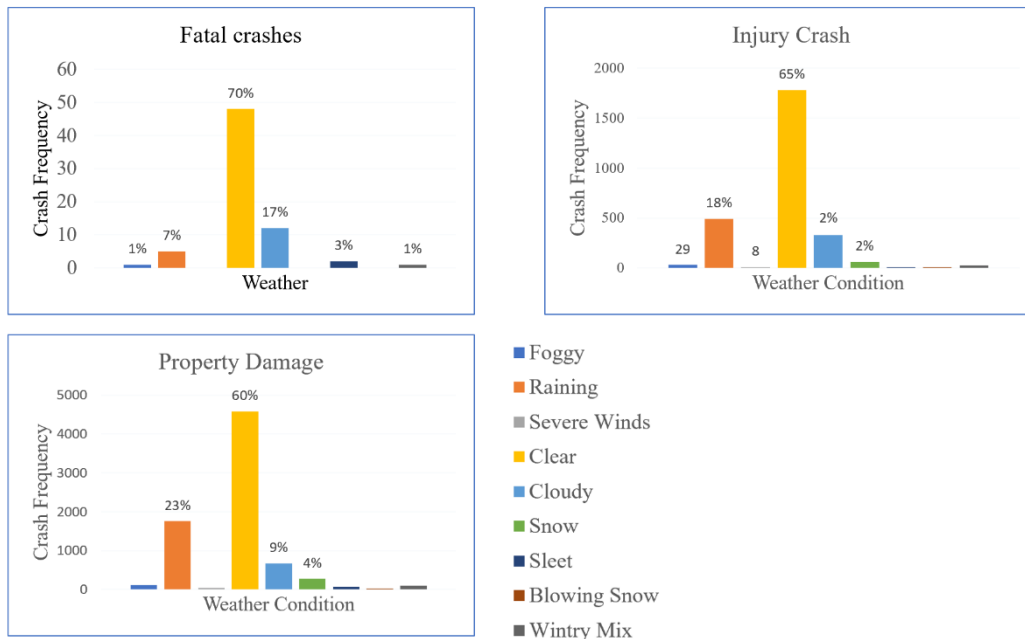 Fatal crashes
Crash Frequency
60
50
40
30
20
10
0
1%
7%
70%
17%
3%
1%
Weather
Injury Crash
Crash Frequency
2000
1500
1000
500
0
29
18%
8
65%
2%
2%
Weather Condition
Property Damage
Crash Frequency
5000
4000
3000
2000
1000
0
23%
60%
9%
4%
Weather Condition
Foggy
Raining
Severe Winds
Clear
Cloudy
Snow
Sleet
Blowing Snow
Wintry Mix